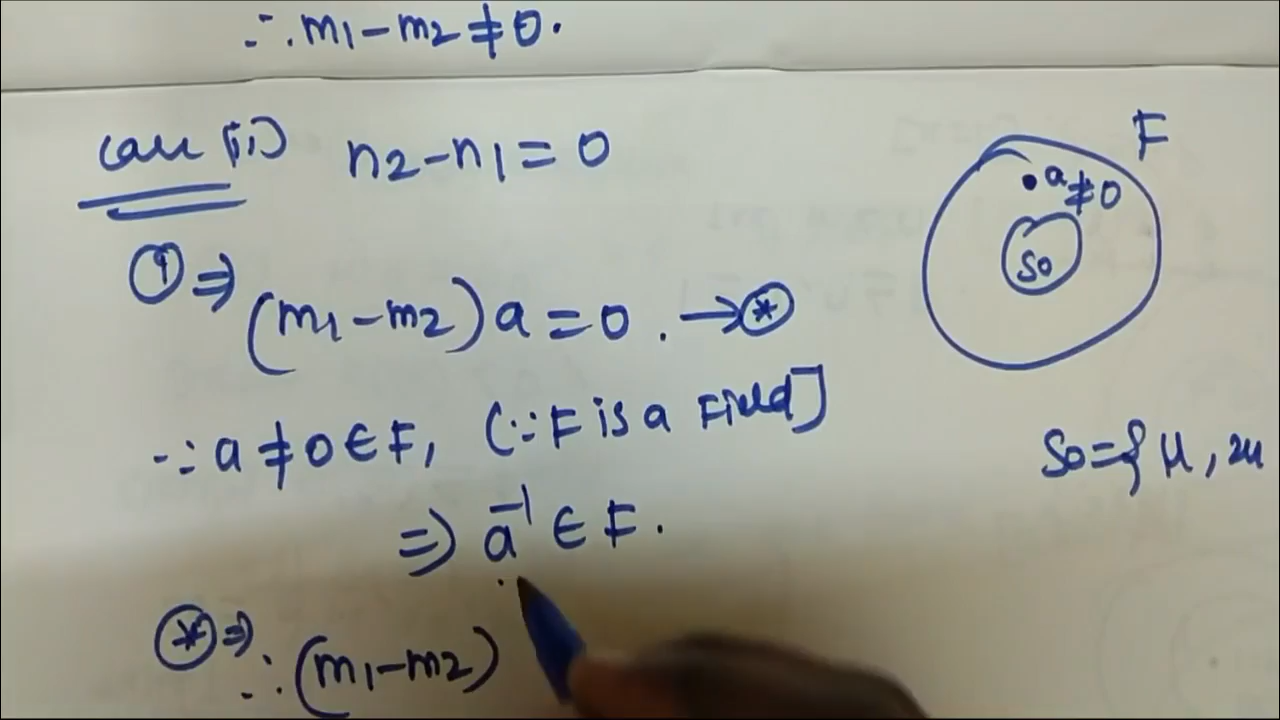 ∴ m1 - m2 ≠ 0.
case (ii) n2 - n1 = 0
① ⇒ (m1 - m2) a = 0. → ⊛
∵ a ≠ 0 ∈ F, (∵ F is a Field]
⇒ a⁻¹ ∈ F.
⊛ ⇒ ∴ (m1 - m2)
F
a ≠ 0
S0
S0 = { μ, 2μ